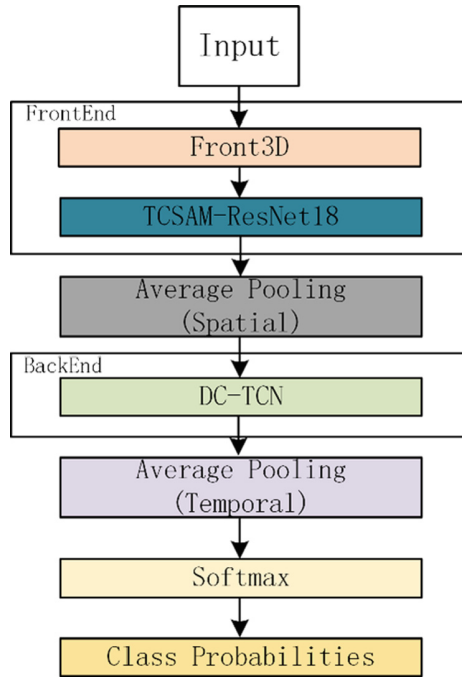 Input
FrontEnd
Front3D
TCSAM-ResNet18
Average Pooling
(Spatial)
BackEnd
DC-TCN
Average Pooling
(Temporal)
Softmax
Class Probabilities